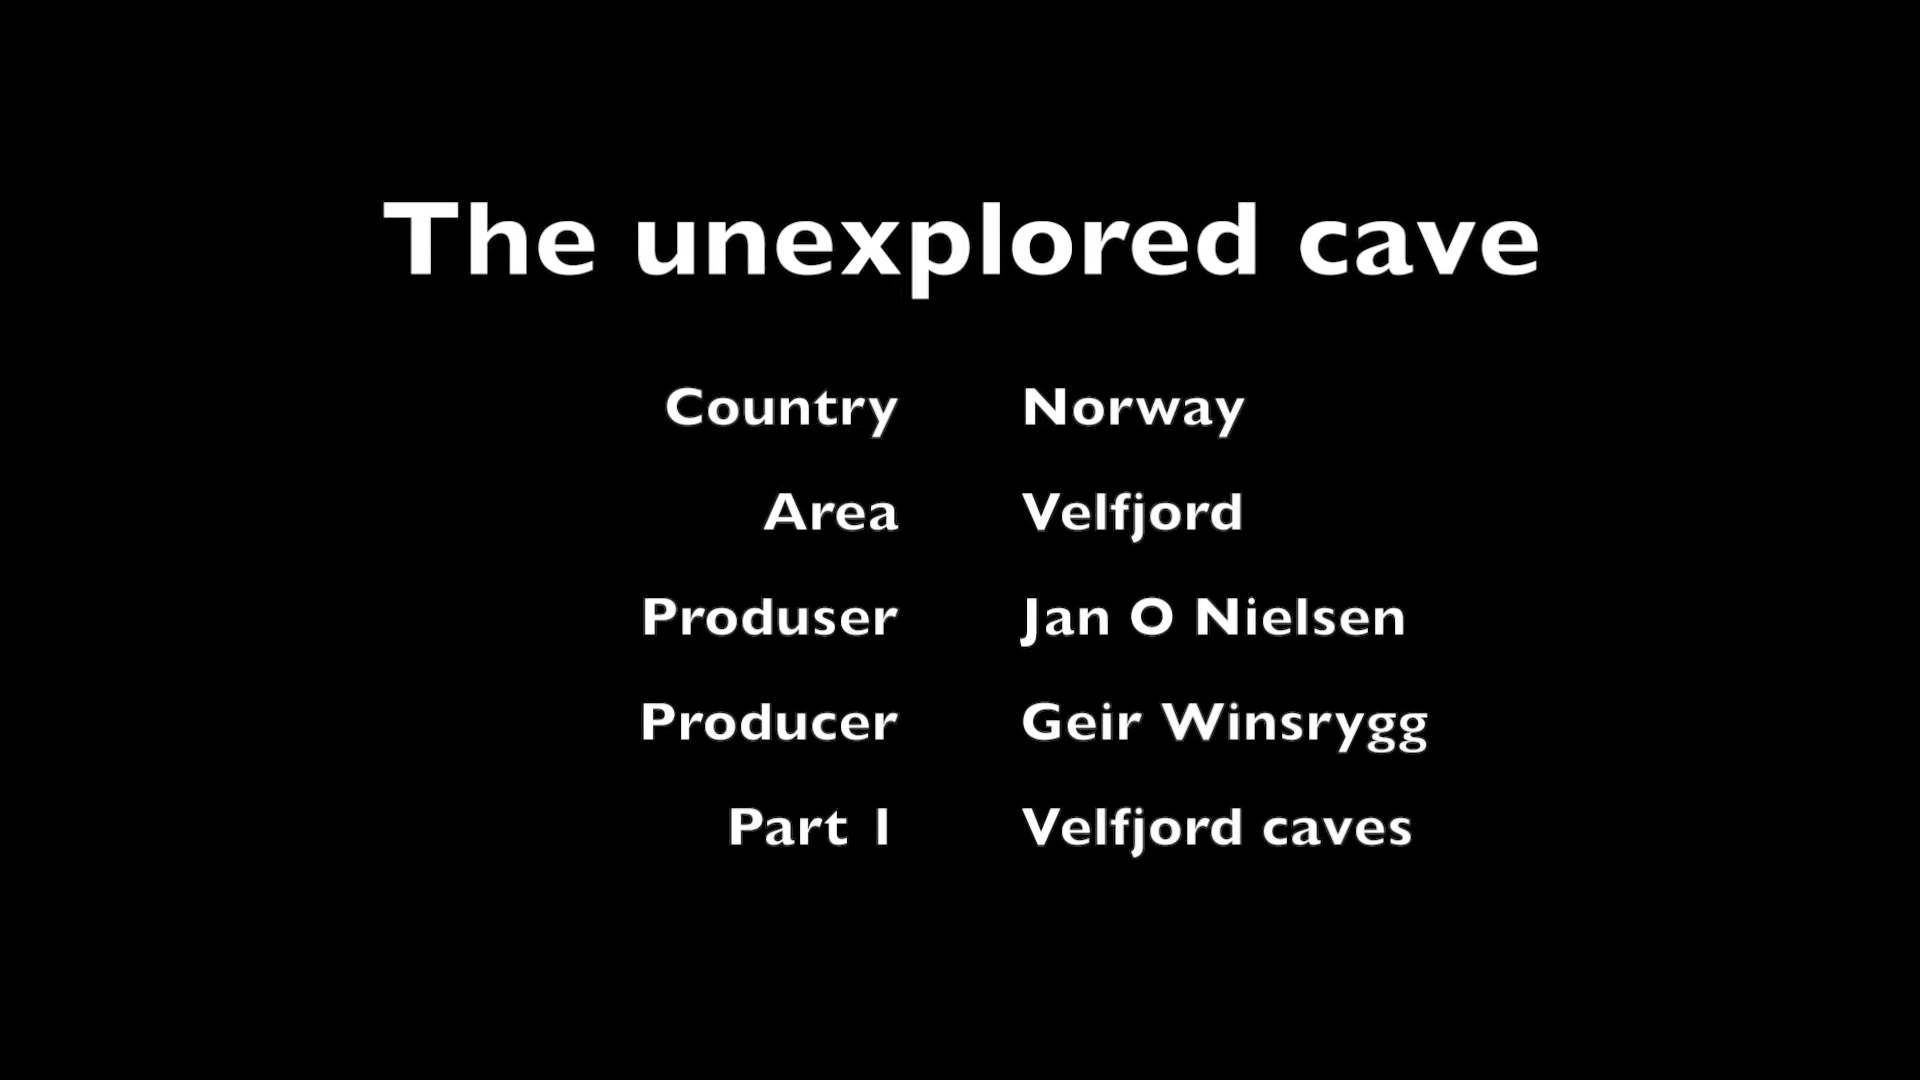 The unexplored cave
Country Norway
Area Velfjord
Produser Jan O Nielsen
Producer Geir Winsrygg
Part 1 Velfjord caves